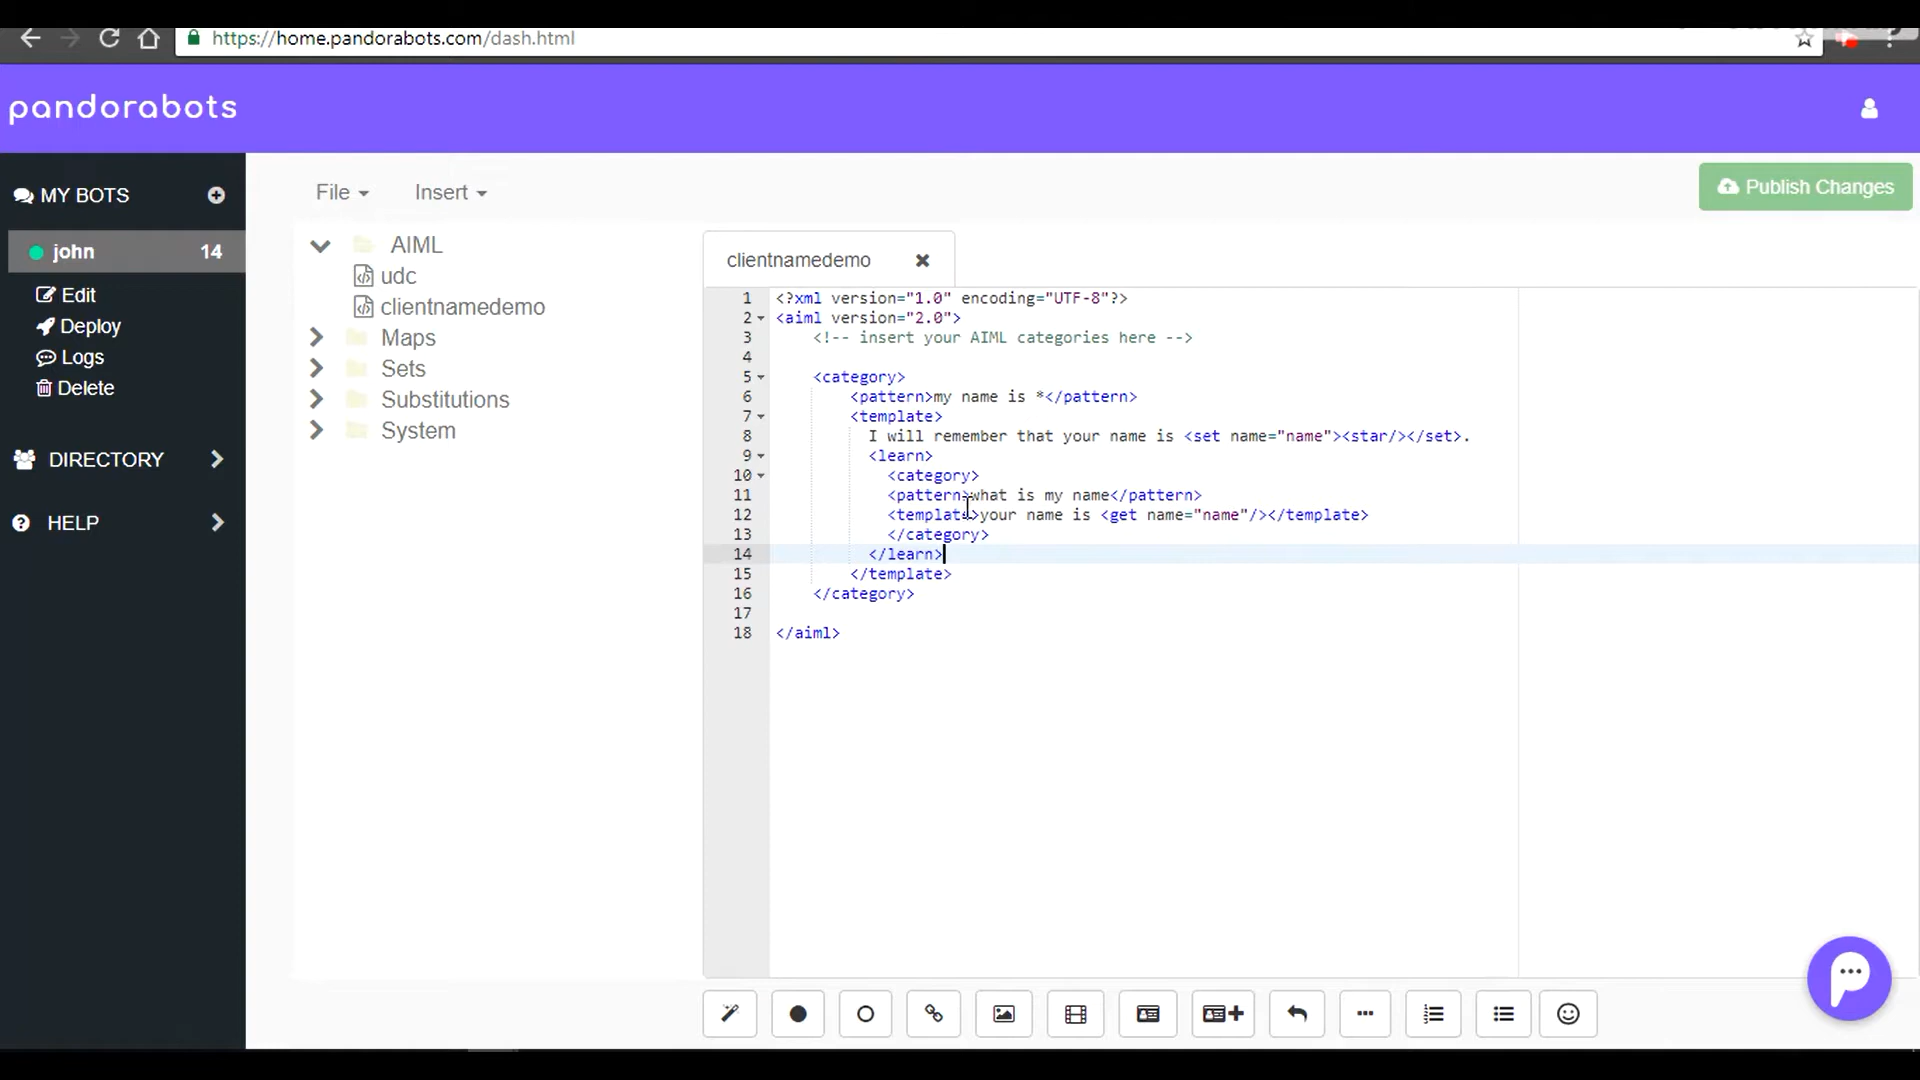 https://home.pandorabots.com/dash.html
pandorabots
MY BOTS
john 14
Edit
Deploy
Logs
Delete
DIRECTORY
HELP
File
Insert
Publish Changes
AIML
udc
clientnamedemo
Maps
Sets
Substitutions
System
clientnamedemo
1 <?xml version="1.0" encoding="UTF-8"?>
2 <aiml version="2.0">
3 <!-- insert your AIML categories here -->
4
5 <category>
6 <pattern>my name is *</pattern>
7 <template>
8 I will remember that your name is <set name="name"><star/></set>.
9 <learn>
10 <category>
11 <pattern>what is my name</pattern>
12 <template>your name is <get name="name"/></template>
13 </category>
14 </learn>
15 </template>
16 </category>
17
18 </aiml>